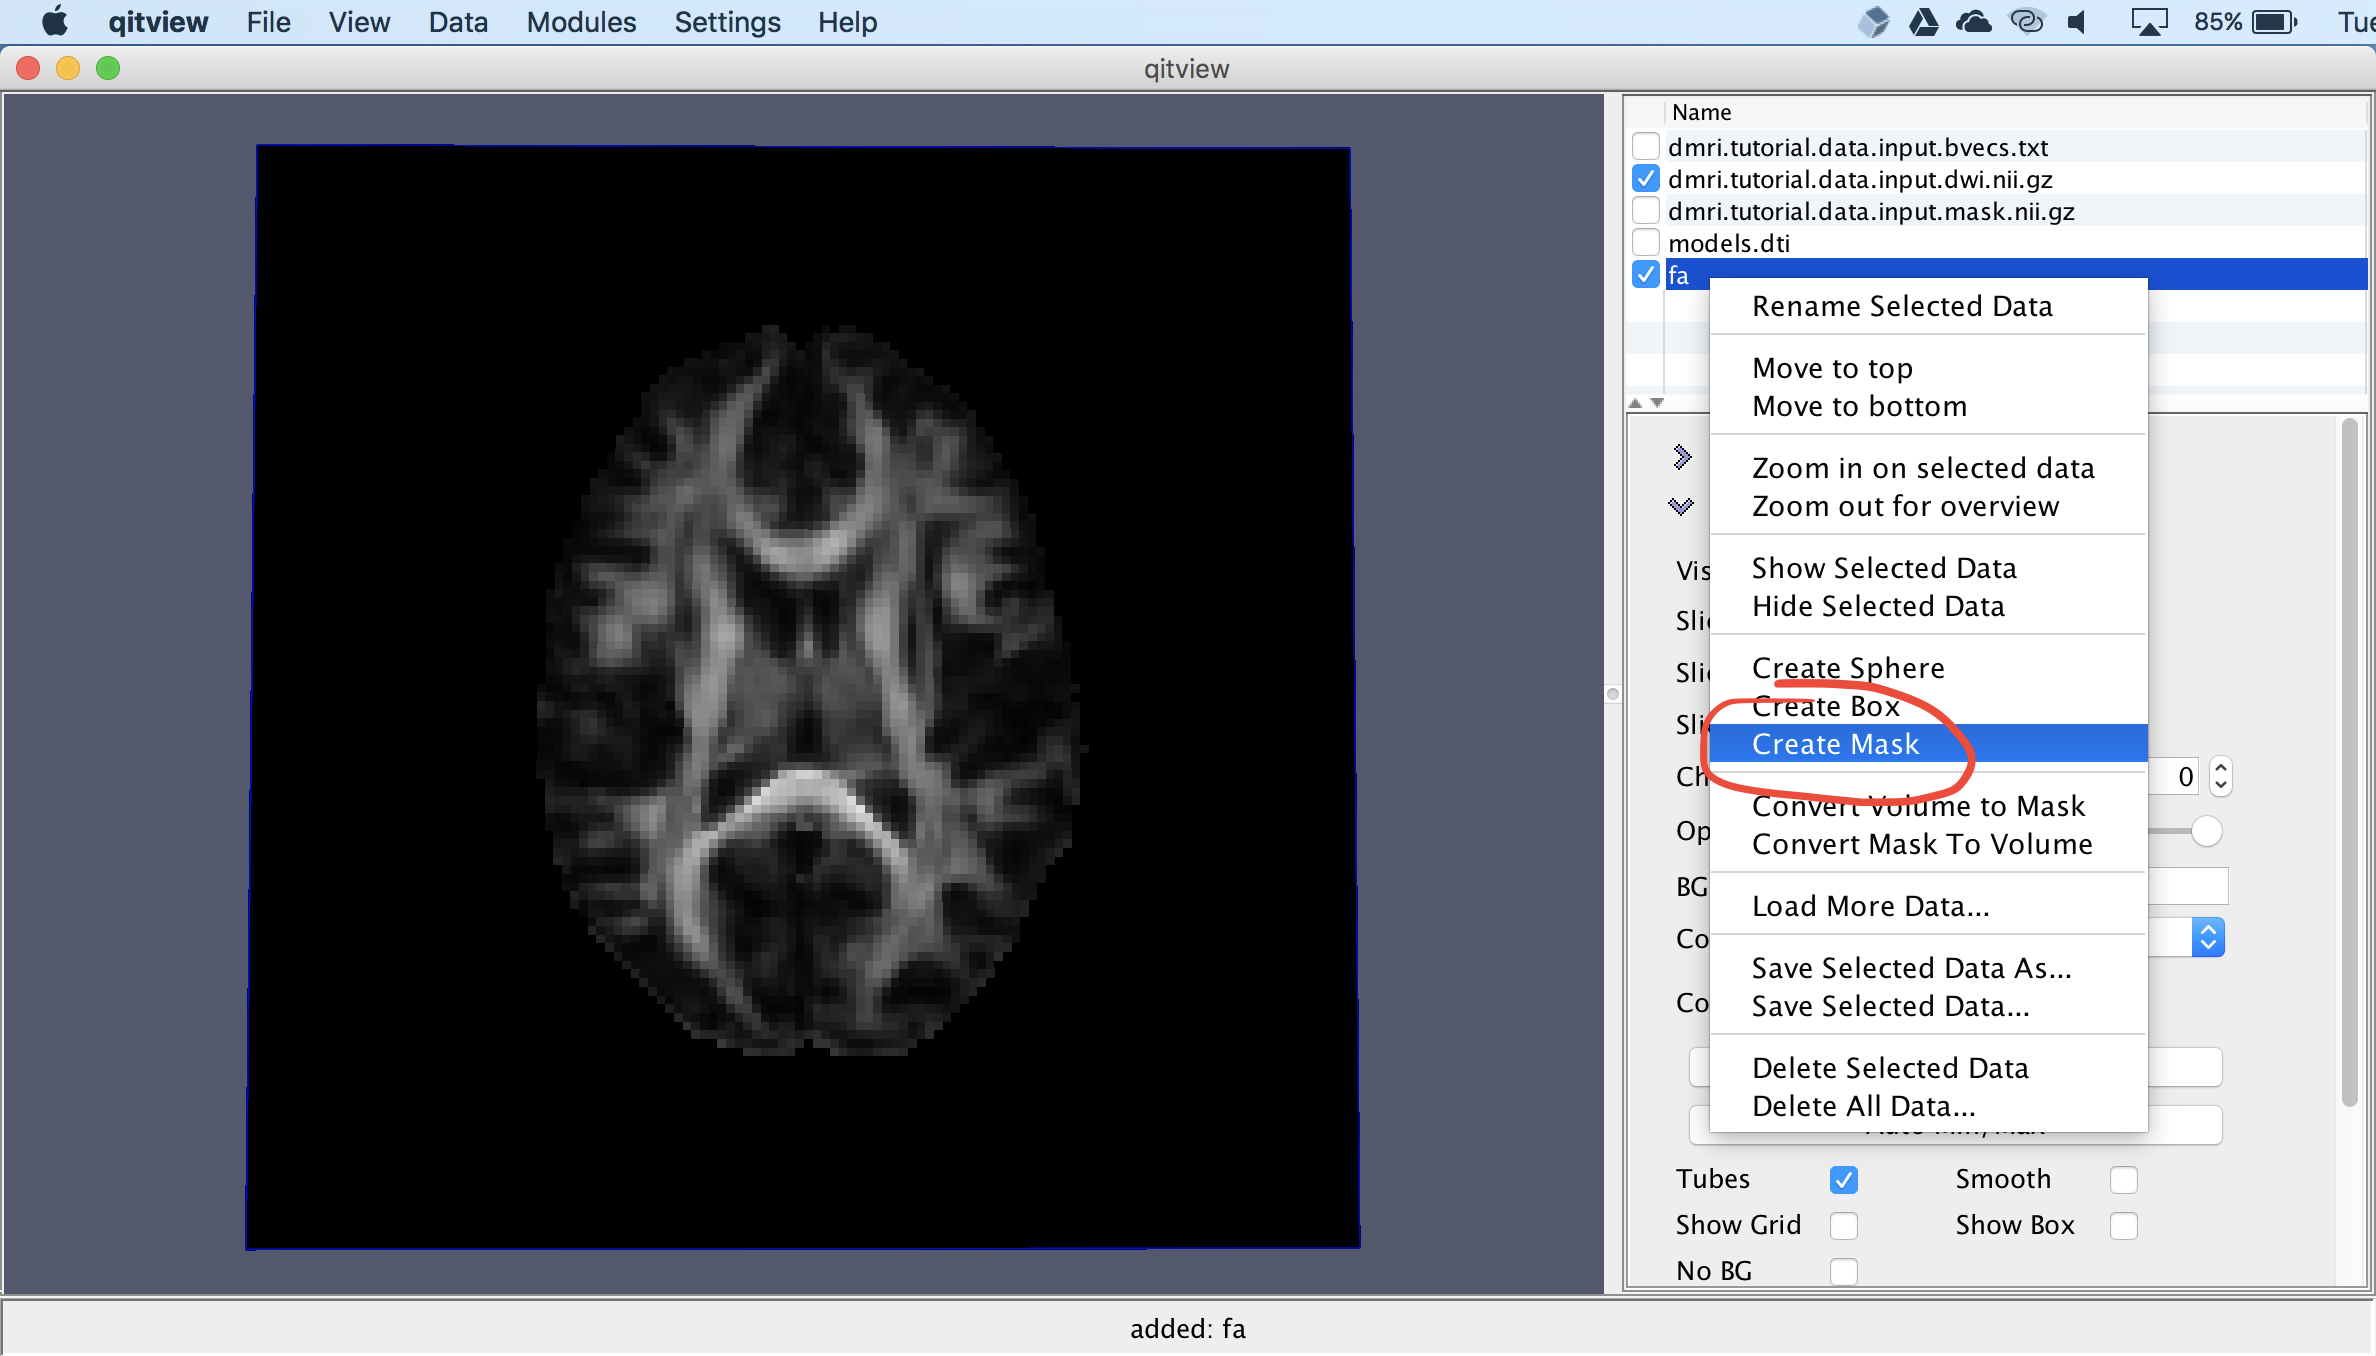 qitview File View Data Modules Settings Help 85% Tue
qitview
Name
dmri.tutorial.data.input.bvecs.txt
dmri.tutorial.data.input.dwi.nii.gz
dmri.tutorial.data.input.mask.nii.gz
models.dti
fa
Rename Selected Data
Move to top
Move to bottom
Zoom in on selected data
Zoom out for overview
Show Selected Data
Hide Selected Data
Create Sphere
Create Box
Create Mask
Convert Volume to Mask
Convert Mask To Volume
Load More Data...
Save Selected Data As...
Save Selected Data...
Delete Selected Data
Delete All Data...
Vis
Slic
Slic
Sli
Ch 0
Op
BG
Co
Co
Auto Min/Max
Tubes Smooth
Show Grid Show Box
No BG
added: fa